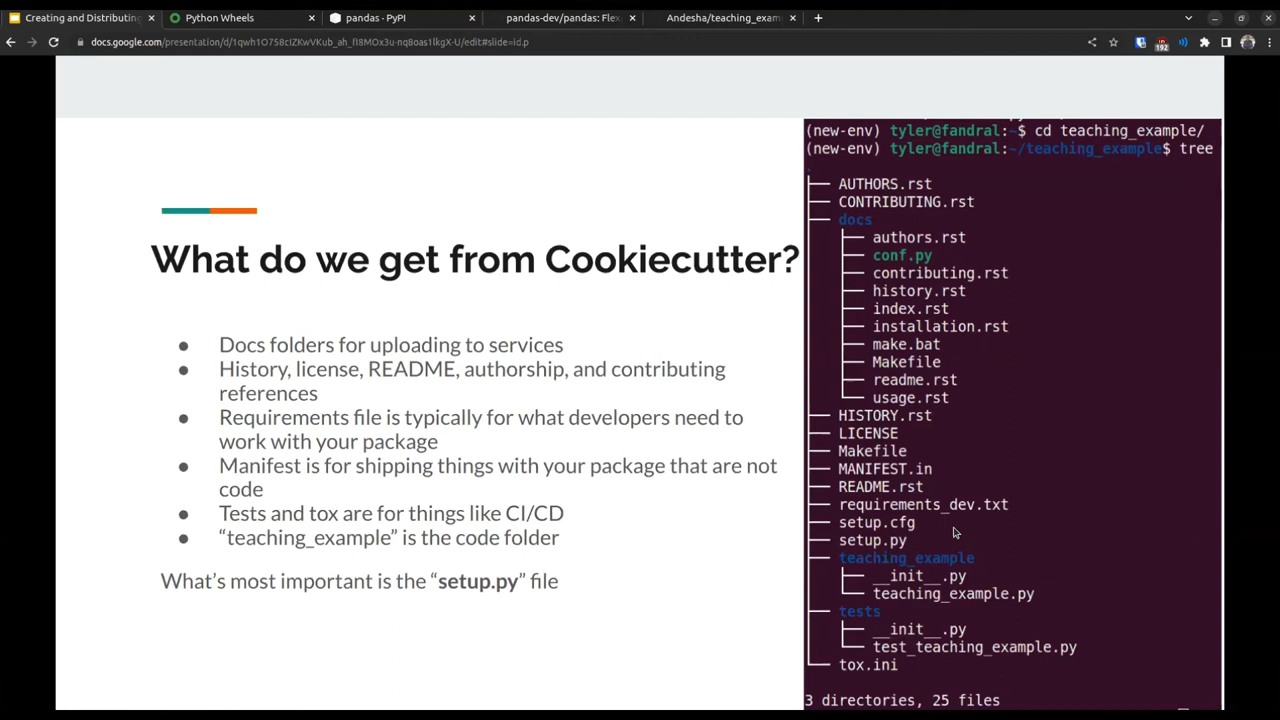 Creating and Distributing
Python Wheels
pandas · PyPI
pandas-dev/pandas: Flex
Andesha/teaching_exam
docs.google.com/presentation/d/1qwh1O758cIZKwVKub_ah_fI8MOx3u-nq8oas1lkgX-U/edit#slide=id.p
192
What do we get from Cookiecutter?
● Docs folders for uploading to services
● History, license, README, authorship, and contributing
references
● Requirements file is typically for what developers need to
work with your package
● Manifest is for shipping things with your package that are not
code
● Tests and tox are for things like CI/CD
● “teaching_example” is the code folder
What’s most important is the “setup.py” file
(new-env) tyler@fandral:~$ cd teaching_example/
(new-env) tyler@fandral:~/teaching_example$ tree
.
├── AUTHORS.rst
├── CONTRIBUTING.rst
├── docs
│   ├── authors.rst
│   ├── conf.py
│   ├── contributing.rst
│   ├── history.rst
│   ├── index.rst
│   ├── installation.rst
│   ├── make.bat
│   ├── Makefile
│   ├── readme.rst
│   └── usage.rst
├── HISTORY.rst
├── LICENSE
├── Makefile
├── MANIFEST.in
├── README.rst
├── requirements_dev.txt
├── setup.cfg
├── setup.py
├── teaching_example
│   ├── __init__.py
│   └── teaching_example.py
├── tests
│   ├── __init__.py
│   └── test_teaching_example.py
└── tox.ini
3 directories, 25 files